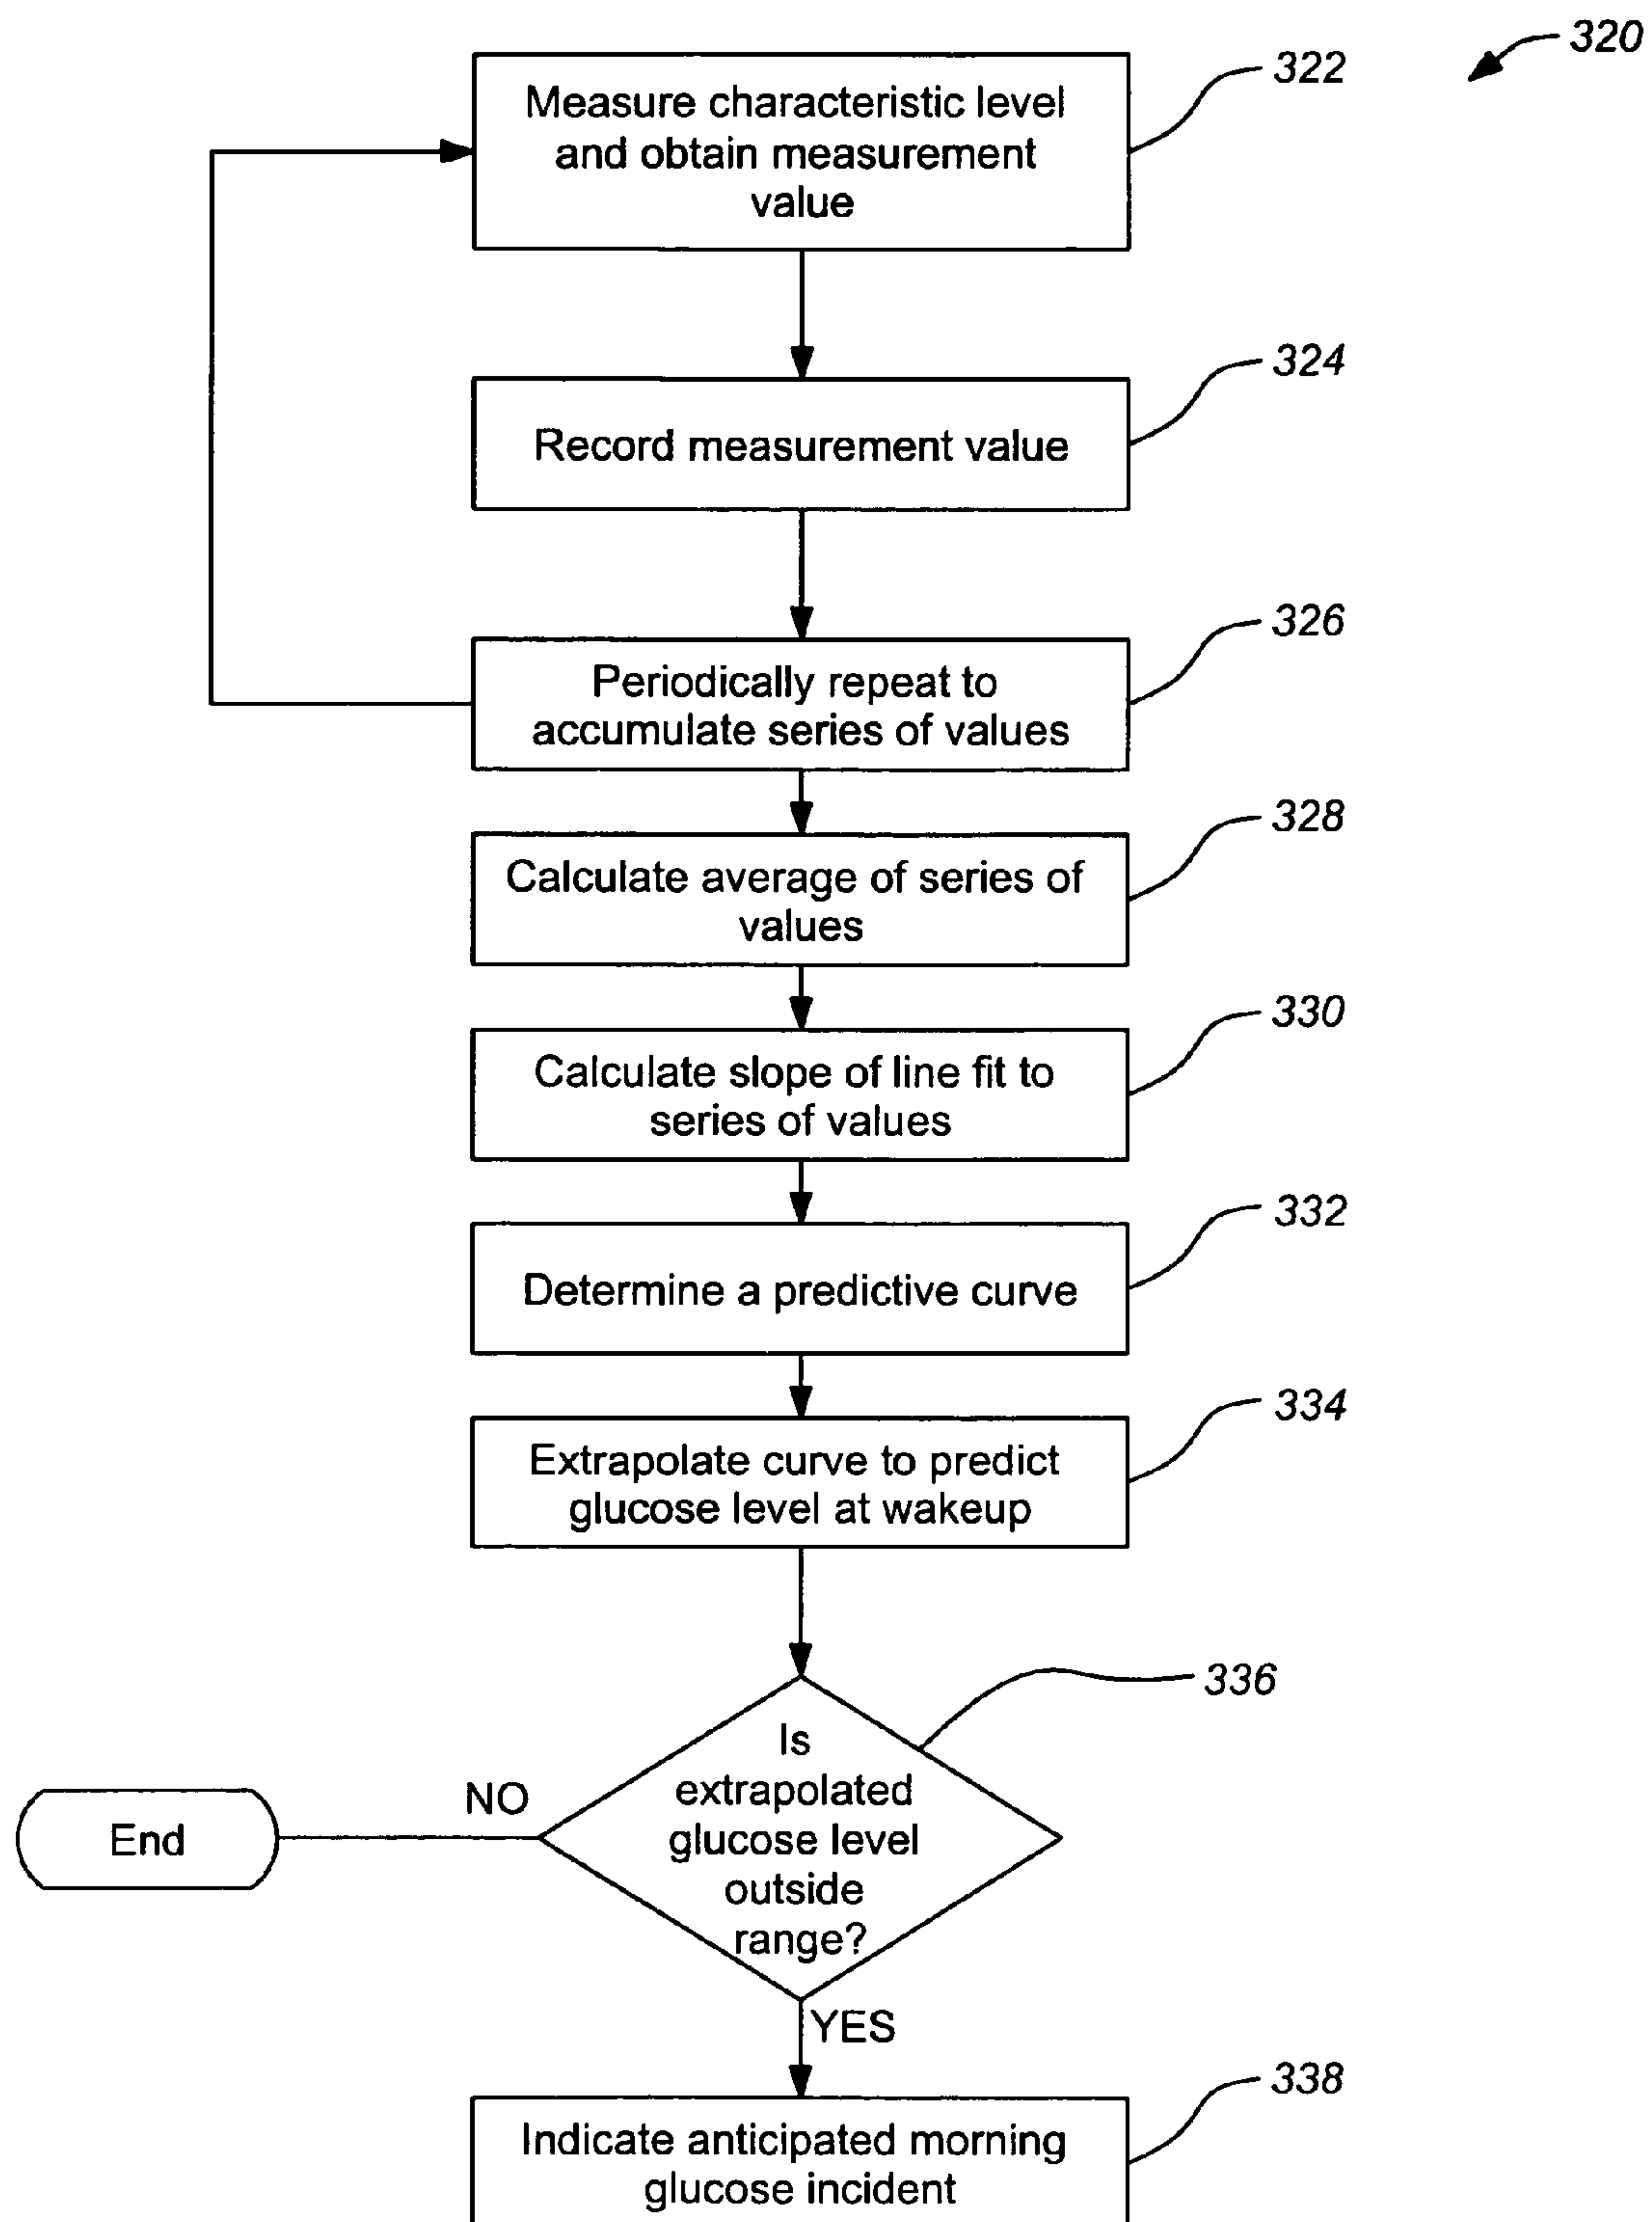 320
Measure characteristic level
and obtain measurement
value
322
Record measurement value
324
Periodically repeat to
accumulate series of values
326
Calculate average of series of
values
328
Calculate slope of line fit to
series of values
330
Determine a predictive curve
332
Extrapolate curve to predict
glucose level at wakeup
334
Is
extrapolated
glucose level
outside
range?
336
NO
End
YES
Indicate anticipated morning
glucose incident
338